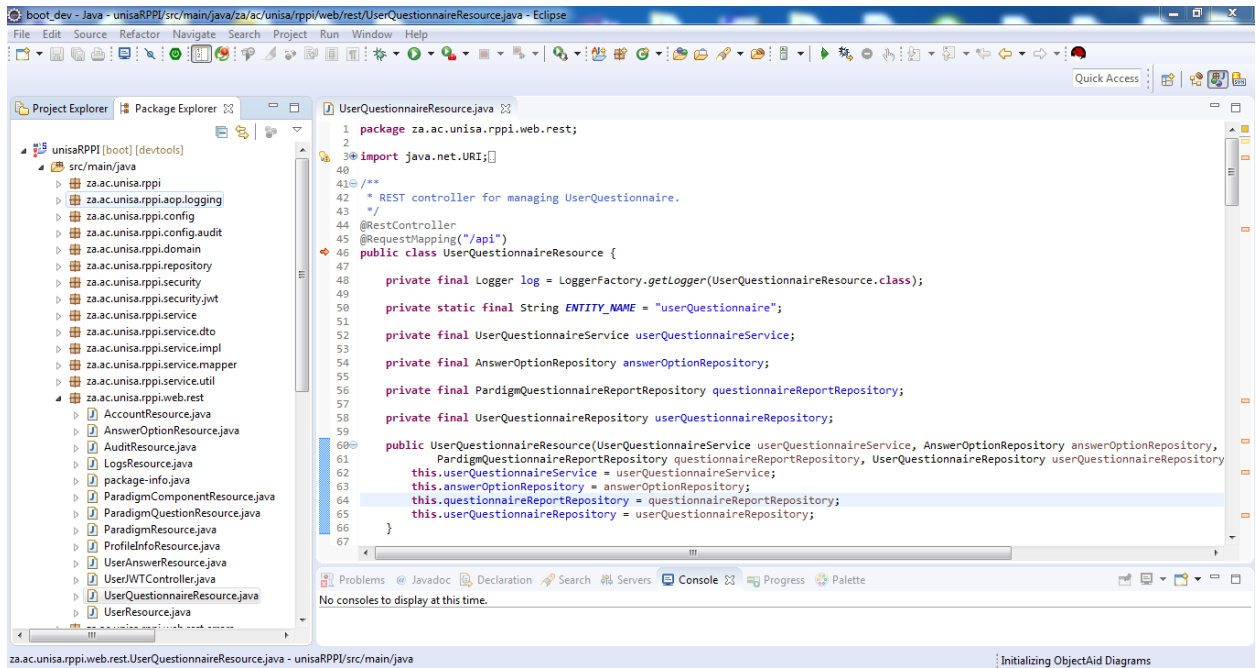 boot_dev - Java - unisaRPPI/src/main/java/za/ac/unisa/rppi/web/rest/UserQuestionnaireResource.java - Eclipse
File Edit Source Refactor Navigate Search Project Run Window Help
Quick Access
Project Explorer Package Explorer
unisaRPPI [boot] [devtools]
src/main/java
za.ac.unisa.rppi
za.ac.unisa.rppi.aop.logging
za.ac.unisa.rppi.config
za.ac.unisa.rppi.config.audit
za.ac.unisa.rppi.domain
za.ac.unisa.rppi.repository
za.ac.unisa.rppi.security
za.ac.unisa.rppi.security.jwt
za.ac.unisa.rppi.service
za.ac.unisa.rppi.service.dto
za.ac.unisa.rppi.service.impl
za.ac.unisa.rppi.service.mapper
za.ac.unisa.rppi.service.util
za.ac.unisa.rppi.web.rest
AccountResource.java
AnswerOptionResource.java
AuditResource.java
LogsResource.java
package-info.java
ParadigmComponentResource.java
ParadigmQuestionResource.java
ParadigmResource.java
ProfileInfoResource.java
UserAnswerResource.java
UserJWTController.java
UserQuestionnaireResource.java
UserResource.java
UserQuestionnaireResource.java
1 package za.ac.unisa.rppi.web.rest;
2
3 import java.net.URI;
40
41 /**
42 * REST controller for managing UserQuestionnaire.
43 */
44 @RestController
45 @RequestMapping("/api")
46 public class UserQuestionnaireResource {
47
48 private final Logger log = LoggerFactory.getLogger(UserQuestionnaireResource.class);
49
50 private static final String ENTITY_NAME = "userQuestionnaire";
51
52 private final UserQuestionnaireService userQuestionnaireService;
53
54 private final AnswerOptionRepository answerOptionRepository;
55
56 private final PardigmQuestionnaireReportRepository questionnaireReportRepository;
57
58 private final UserQuestionnaireRepository userQuestionnaireRepository;
59
60 public UserQuestionnaireResource(UserQuestionnaireService userQuestionnaireService, AnswerOptionRepository answerOptionRepository,
61 PardigmQuestionnaireReportRepository questionnaireReportRepository, UserQuestionnaireRepository userQuestionnaireRepository
62 this.userQuestionnaireService = userQuestionnaireService;
63 this.answerOptionRepository = answerOptionRepository;
64 this.questionnaireReportRepository = questionnaireReportRepository;
65 this.userQuestionnaireRepository = userQuestionnaireRepository;
66 }
67
Problems @ Javadoc Declaration Search Servers Console Progress Palette
No consoles to display at this time.
za.ac.unisa.rppi.web.rest.UserQuestionnaireResource.java - unisaRPPI/src/main/java
Initializing ObjectAid Diagrams